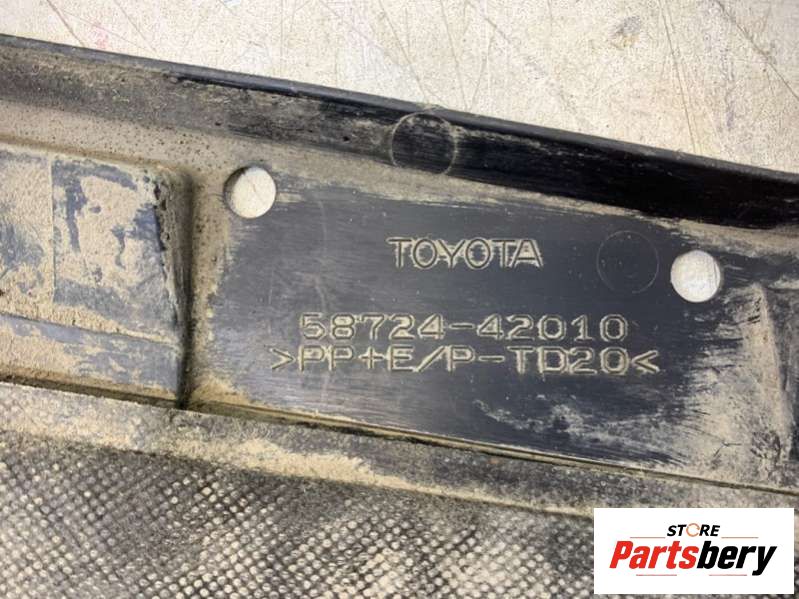 TOYOTA
58724-42010
>PP+E/P-TD20<
STORE
Partsbery